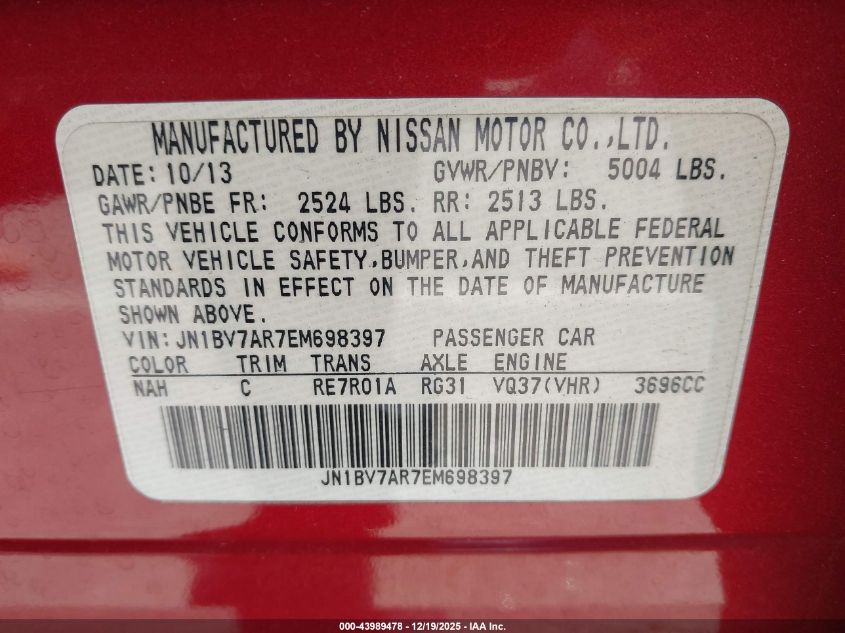 MANUFACTURED BY NISSAN MOTOR CO.,LTD.
DATE: 10/13 GVWR/PNBV: 5004 LBS.
GAWR/PNBE FR: 2524 LBS. RR: 2513 LBS.
THIS VEHICLE CONFORMS TO ALL APPLICABLE FEDERAL
MOTOR VEHICLE SAFETY,BUMPER,AND THEFT PREVENTION
STANDARDS IN EFFECT ON THE DATE OF MANUFACTURE
SHOWN ABOVE.
VIN: JN1BV7AR7EM698397 PASSENGER CAR
COLOR TRIM TRANS AXLE ENGINE
NAH C RE7R01A RG31 VQ37(VHR) 3696CC
JN1BV7AR7EM698397
000-43989478 - 12/19/2025 - IAA Inc.